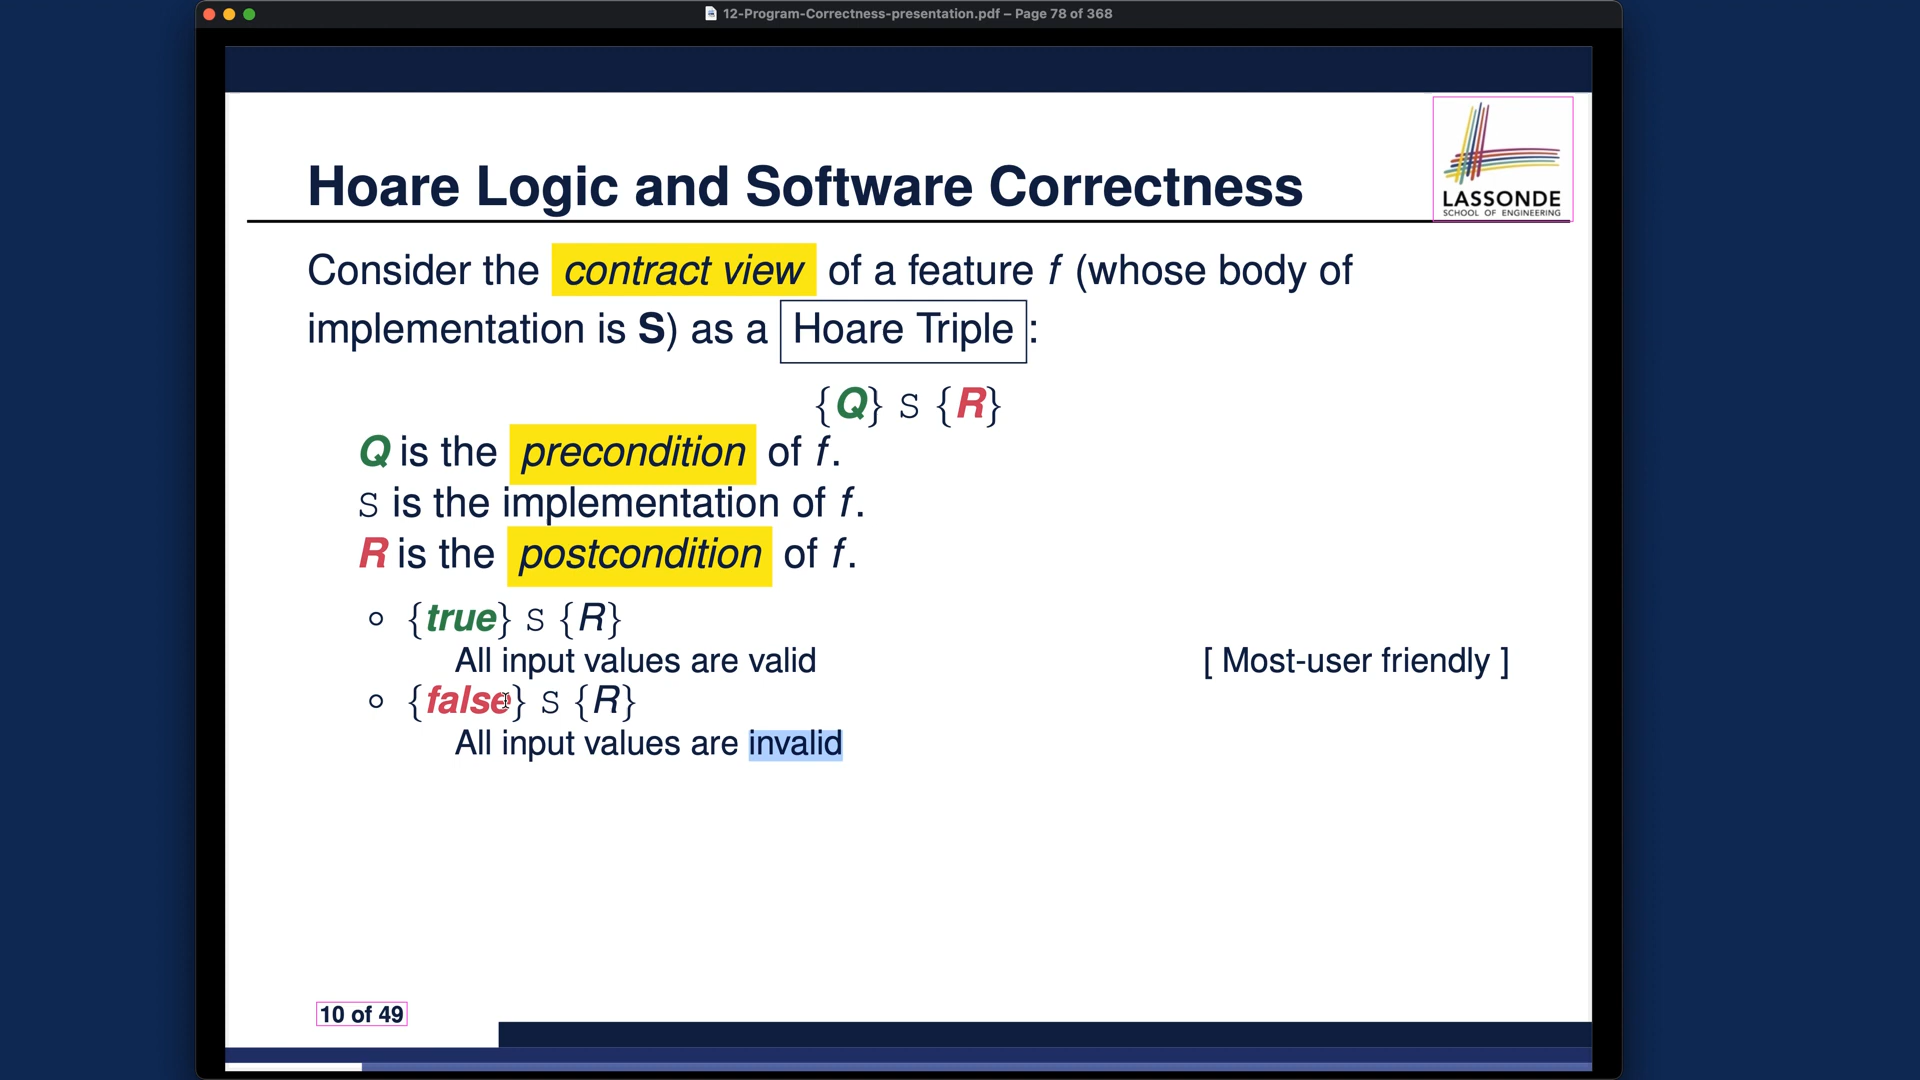 12-Program-Correctness-presentation.pdf – Page 78 of 368
LASSONDE
SCHOOL OF ENGINEERING
Hoare Logic and Software Correctness
Consider the contract view of a feature f (whose body of
implementation is S) as a Hoare Triple:
{Q} S {R}
Q is the precondition of f.
S is the implementation of f.
R is the postcondition of f.
◦ {true} S {R}
All input values are valid [ Most-user friendly ]
◦ {false} S {R}
All input values are invalid
10 of 49